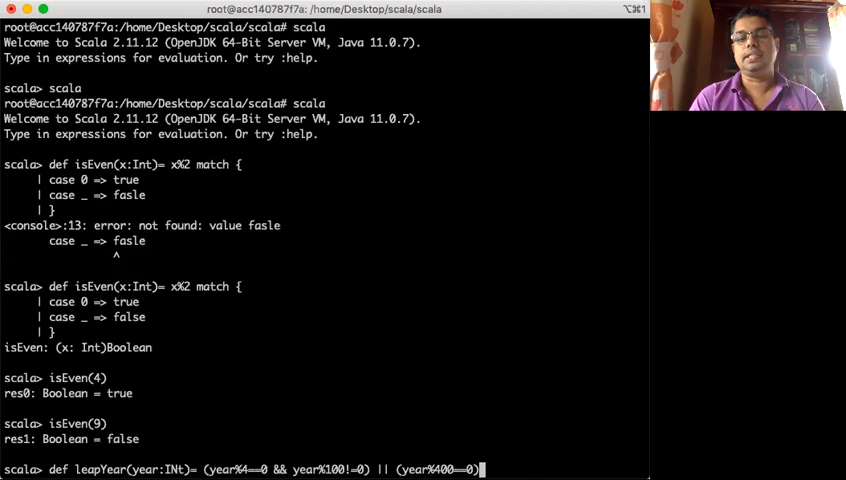 root@acc140787f7a: /home/Desktop/scala/scala
⌥⌘1
root@acc140787f7a:/home/Desktop/scala/scala# scala
Welcome to Scala 2.11.12 (OpenJDK 64-Bit Server VM, Java 11.0.7).
Type in expressions for evaluation. Or try :help.
scala> scala
root@acc140787f7a:/home/Desktop/scala/scala# scala
Welcome to Scala 2.11.12 (OpenJDK 64-Bit Server VM, Java 11.0.7).
Type in expressions for evaluation. Or try :help.
scala> def isEven(x:Int)= x%2 match {
| case 0 => true
| case _ => fasle
| }
<console>:13: error: not found: value fasle
case _ => fasle
^
scala> def isEven(x:Int)= x%2 match {
| case 0 => true
| case _ => false
| }
isEven: (x: Int)Boolean
scala> isEven(4)
res0: Boolean = true
scala> isEven(9)
res1: Boolean = false
scala> def leapYear(year:INt)= (year%4==0 && year%100!=0) || (year%400==0)